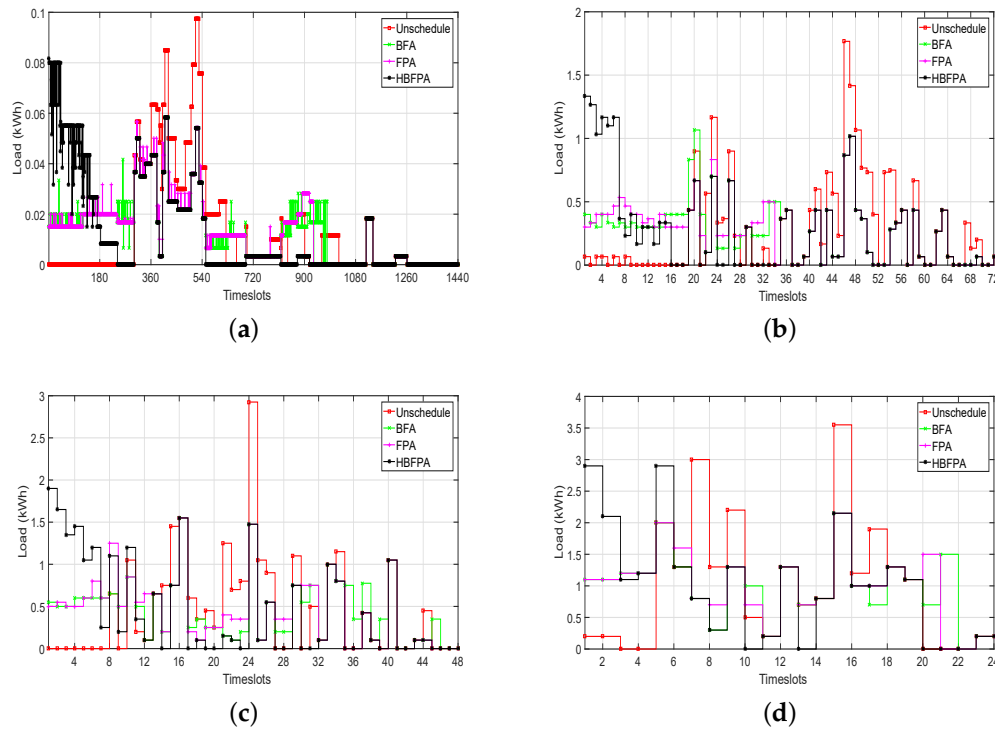 0.1
0.08
0.06
0.04
0.02
0
Load (kWh)
180 360 540 720 900 1080 1260 1440
Timeslots
Unschedule
BFA
FPA
HBFPA
(a)
2
1.5
1
0.5
0
Load (kWh)
4 8 12 16 20 24 28 32 36 40 44 48 52 56 60 64 68 72
Timeslots
Unschedule
BFA
FPA
HBFPA
(b)
3
2.5
2
1.5
1
0.5
0
Load (kWh)
4 8 12 16 20 24 28 32 36 40 44 48
Timeslots
Unschedule
BFA
FPA
HBFPA
(c)
4
3.5
3
2.5
2
1.5
1
0.5
0
Load (kWh)
2 4 6 8 10 12 14 16 18 20 22 24
Timeslots
Unschedule
BFA
FPA
HBFPA
(d)